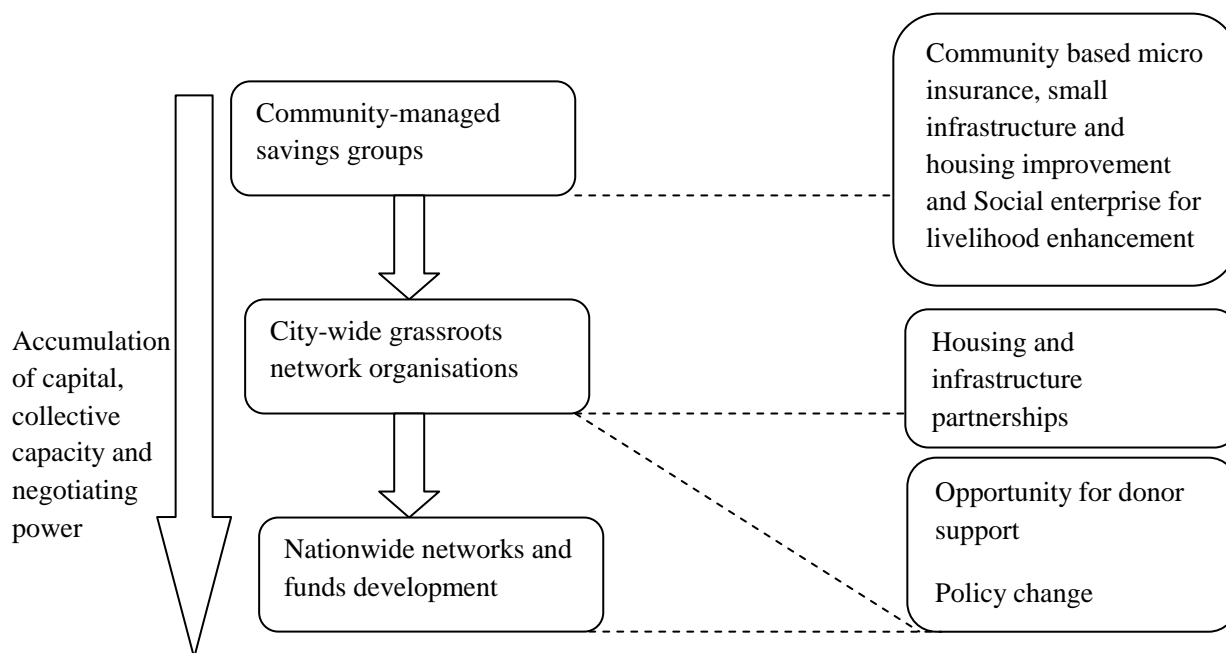 Community-managed
savings groups
Community based micro
insurance, small
infrastructure and
housing improvement
and Social enterprise for
livelihood enhancement
Accumulation
of capital,
collective
capacity and
negotiating
power
City-wide grassroots
network organisations
Housing and
infrastructure
partnerships
Nationwide networks and
funds development
Opportunity for donor
support
Policy change